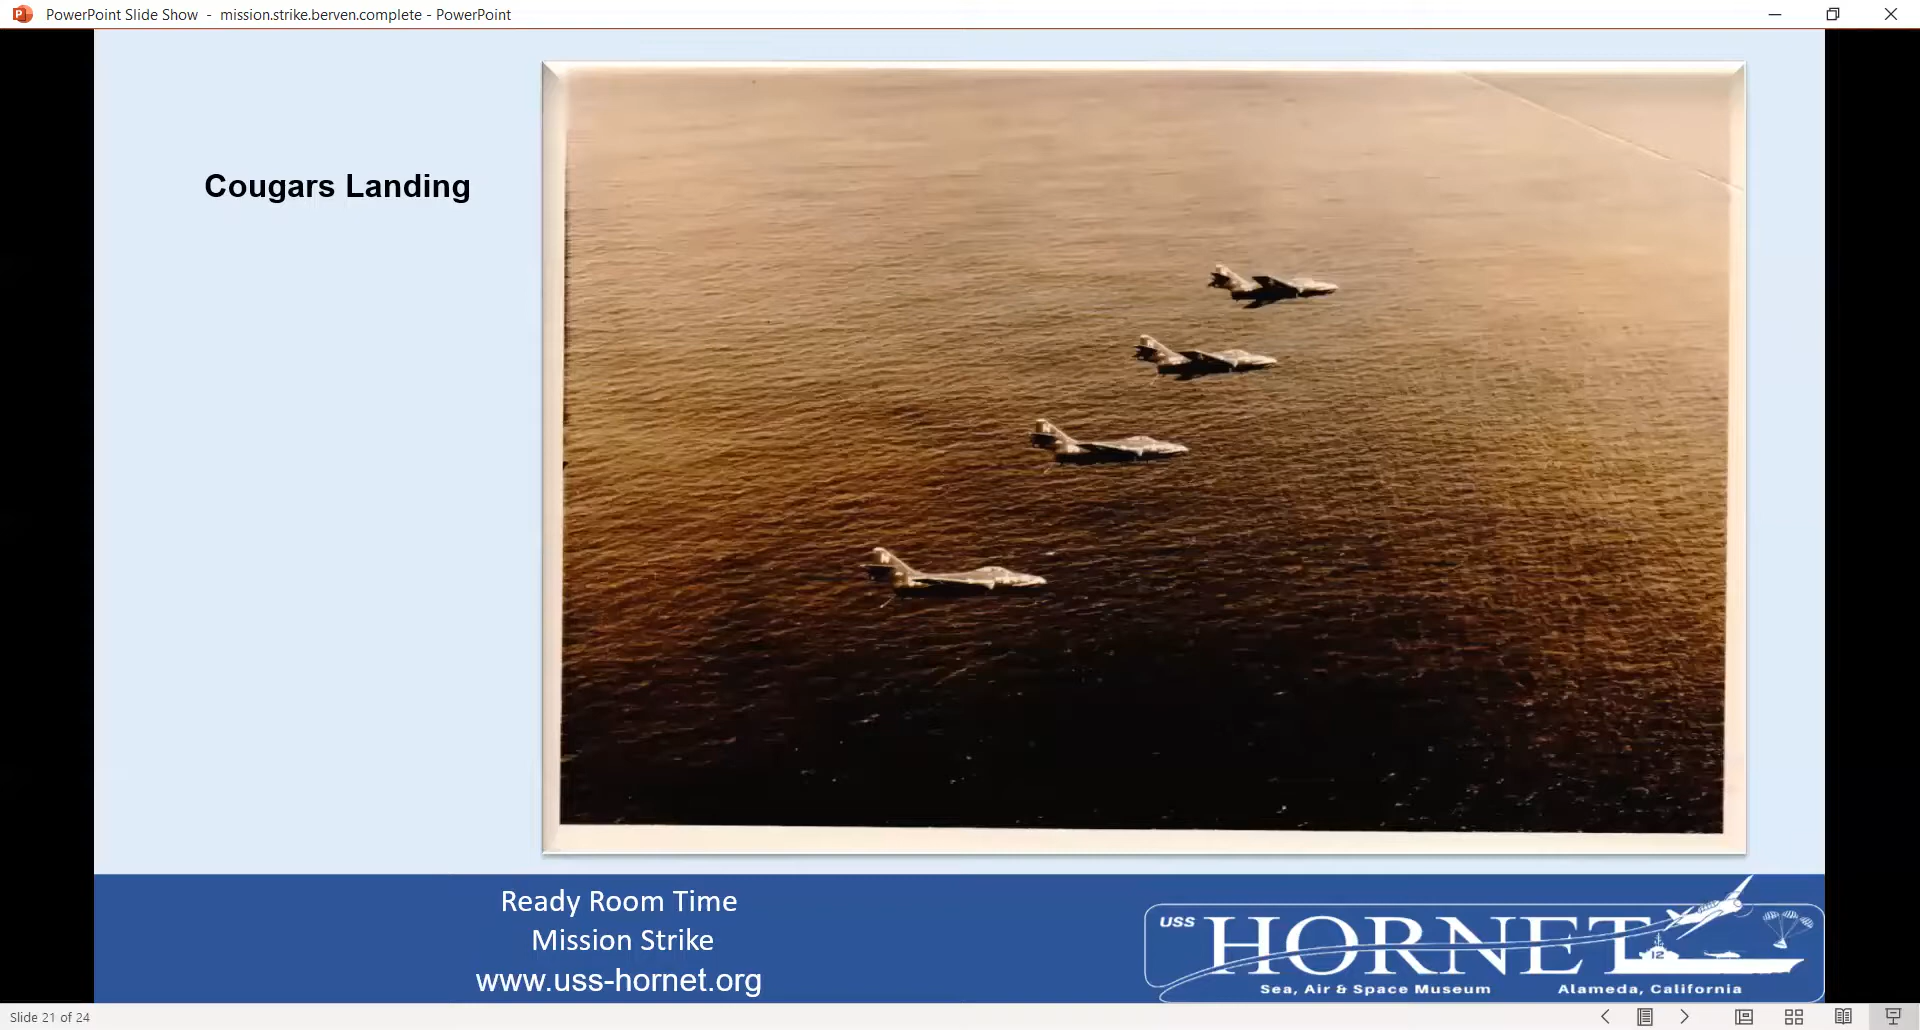 PowerPoint Slide Show - mission.strike.berven.complete - PowerPoint
Cougars Landing
N
N
N
Ready Room Time
Mission Strike
www.uss-hornet.org
USS HORNET
12
Sea, Air & Space Museum Alameda, California
Slide 21 of 24